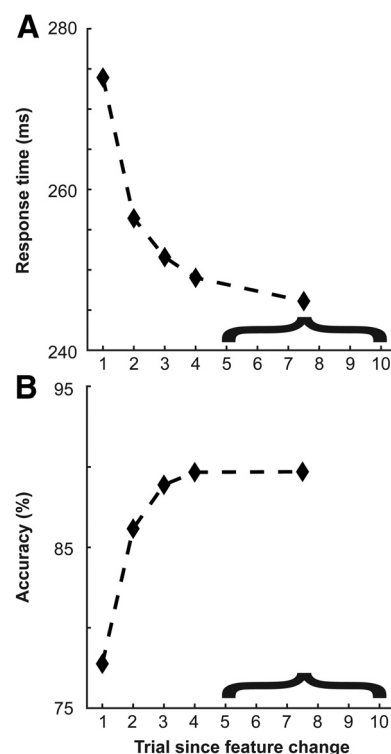 A
280
260
240
Response time (ms)
1 2 3 4 5 6 7 8 9 10
B
95
85
75
Accuracy (%)
1 2 3 4 5 6 7 8 9 10
Trial since feature change